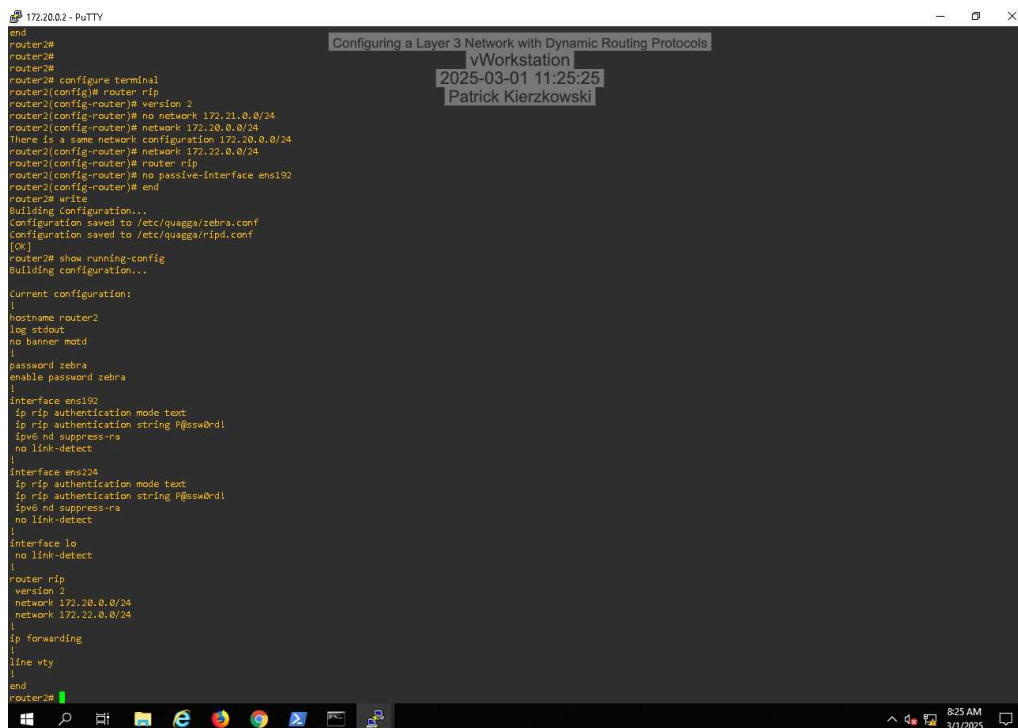 172.20.0.2 - PuTTY
Configuring a Layer 3 Network with Dynamic Routing Protocols
vWorkstation
2025-03-01 11:25:25
Patrick Kierzkowski
end
router2#
router2#
router2#
router2# configure terminal
router2(config)# router rip
router2(config-router)# version 2
router2(config-router)# no network 172.21.0.0/24
router2(config-router)# network 172.20.0.0/24
There is a same network configuration 172.20.0.0/24
router2(config-router)# network 172.22.0.0/24
router2(config-router)# router rip
router2(config-router)# no passive-interface ens192
router2(config-router)# end
router2# write
Building Configuration...
Configuration saved to /etc/quagga/zebra.conf
Configuration saved to /etc/quagga/ripd.conf
[OK]
router2# show running-config
Building configuration...
Current configuration:
!
hostname router2
log stdout
no banner motd
!
password zebra
enable password zebra
!
interface ens192
ip rip authentication mode text
ip rip authentication string P@ssw0rd!
ipv6 nd suppress-ra
no link-detect
!
interface ens224
ip rip authentication mode text
ip rip authentication string P@ssw0rd!
ipv6 nd suppress-ra
no link-detect
!
interface lo
no link-detect
!
router rip
version 2
network 172.20.0.0/24
network 172.22.0.0/24
!
ip forwarding
!
line vty
!
end
router2#
8:25 AM
3/1/2025